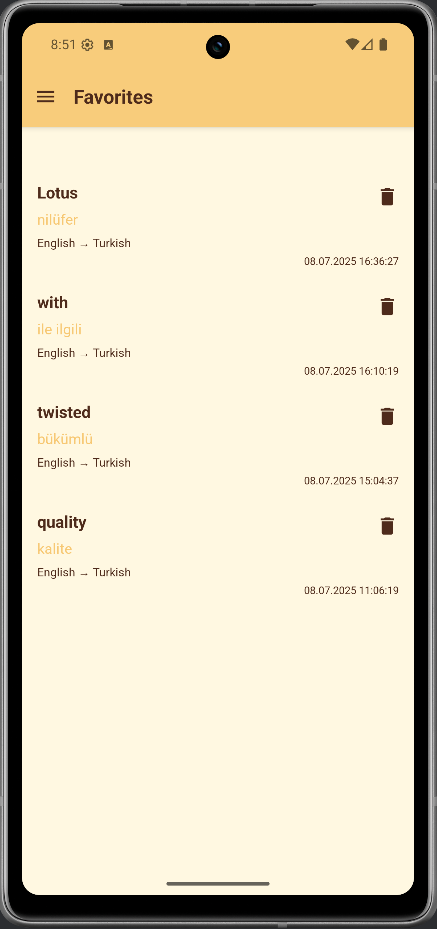 8:51
Favorites
Lotus
nilüfer
English → Turkish
08.07.2025 16:36:27
with
ile ilgili
English → Turkish
08.07.2025 16:10:19
twisted
bükümlü
English → Turkish
08.07.2025 15:04:37
quality
kalite
English → Turkish
08.07.2025 11:06:19